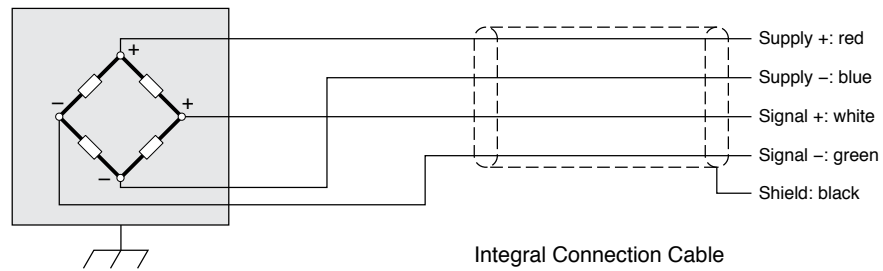 +
−
+
−
Supply +: red
Supply −: blue
Signal +: white
Signal −: green
Shield: black
Integral Connection Cable